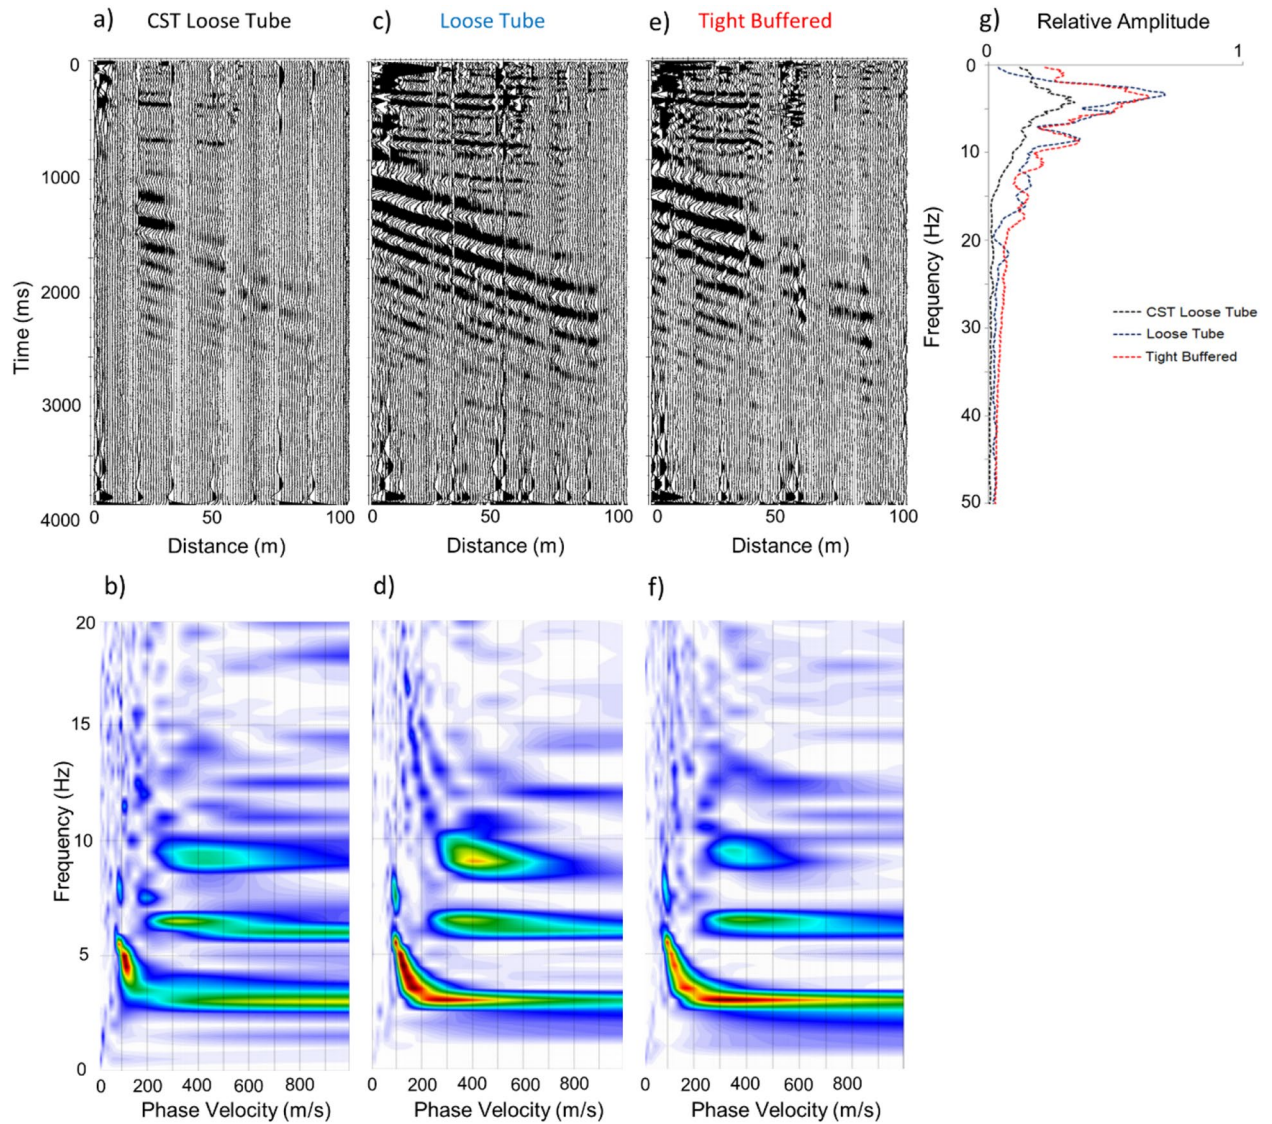 a) CST Loose Tube
c) Loose Tube
e) Tight Buffered
g) Relative Amplitude
0 1
0
10
20
30
40
50
Frequency (Hz)
CST Loose Tube
Loose Tube
Tight Buffered
0
1000
2000
3000
4000
Time (ms)
0 50 100
Distance (m)
0 50 100
Distance (m)
0 50 100
Distance (m)
b)
d)
f)
20
15
10
5
0
Frequency (Hz)
0 200 400 600 800
Phase Velocity (m/s)
0 200 400 600 800
Phase Velocity (m/s)
0 200 400 600 800
Phase Velocity (m/s)